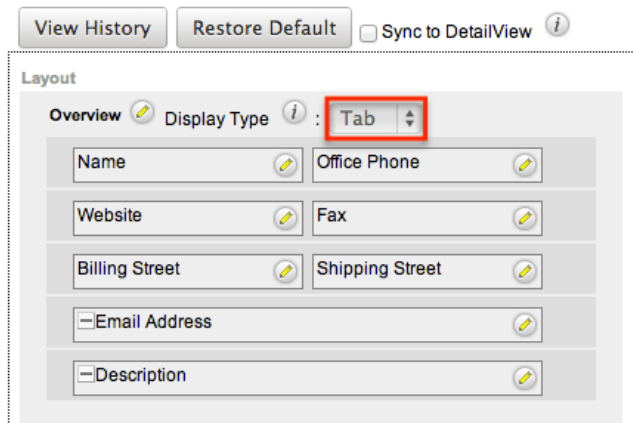 View History Restore Default Sync to DetailView i
Layout
Overview Display Type i : Tab
Name Office Phone
Website Fax
Billing Street Shipping Street
Email Address
Description